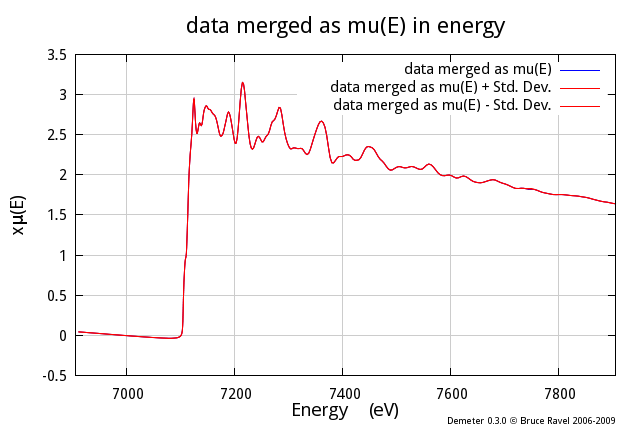 data merged as mu(E) in energy
data merged as mu(E)
data merged as mu(E) + Std. Dev.
data merged as mu(E) - Std. Dev.
3.5
3
2.5
2
1.5
1
0.5
0
-0.5
xμ(E)
7000 7200 7400 7600 7800
Energy (eV)
Demeter 0.3.0 © Bruce Ravel 2006-2009